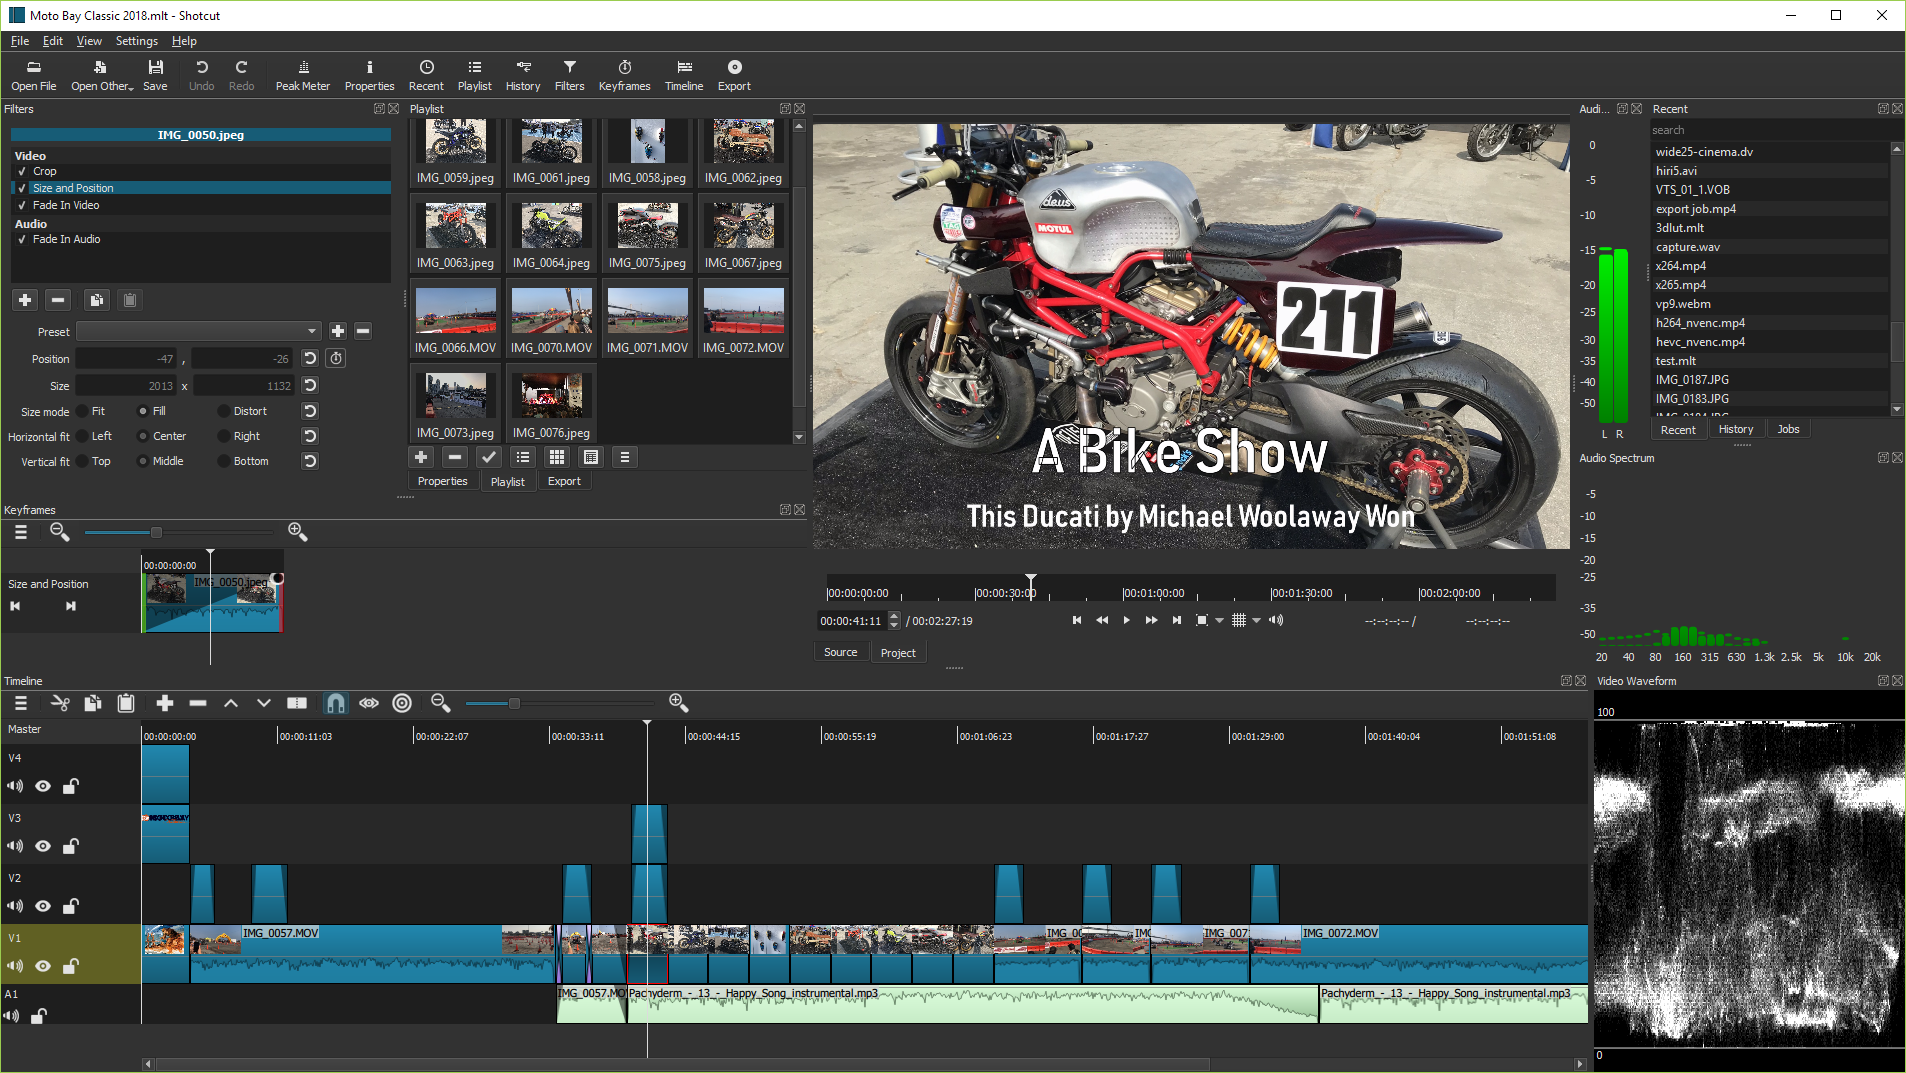 Moto Bay Classic 2018.mlt - Shotcut
File Edit View Settings Help
Open File Open Other... Save Undo Redo Peak Meter Properties Recent Playlist History Filters Keyframes Timeline Export
Filters
IMG_0050.jpeg
Video
Crop
Size and Position
Fade In Video
Audio
Fade In Audio
Preset
Position -47 , -26
Size 2013 x 1132
Size mode Fit Fill Distort
Horizontal fit Left Center Right
Vertical fit Top Middle Bottom
Playlist
IMG_0059.jpeg IMG_0061.jpeg IMG_0058.jpeg IMG_0062.jpeg
IMG_0063.jpeg IMG_0064.jpeg IMG_0075.jpeg IMG_0067.jpeg
IMG_0066.MOV IMG_0070.MOV IMG_0071.MOV IMG_0072.MOV
IMG_0073.jpeg IMG_0076.jpeg
Properties Playlist Export
Keyframes
00:00:00:00
Size and Position
IMG_0050.jpeg
deus
MOTUL
211
A Bike Show
This Ducati by Michael Woolaway Won
00:00:00:00 00:00:30:00 00:01:00:00 00:01:30:00 00:02:00:00
00:00:41:11 / 00:02:27:19 --:--:--:-- / --:--:--:--
Source Project
Audi...
0
-5
-10
-15
-20
-25
-30
-35
-40
-50
L R
Recent
search
wide25-cinema.dv
hiri5.avi
VTS_01_1.VOB
export job.mp4
3dlut.mlt
capture.wav
x264.mp4
x265.mp4
vp9.webm
h264_nvenc.mp4
hevc_nvenc.mp4
test.mlt
IMG_0187.JPG
IMG_0183.JPG
Recent History Jobs
Audio Spectrum
-5
-10
-15
-20
-25
-35
-50
20 40 80 160 315 630 1.3k 2.5k 5k 10k 20k
Timeline
Master
00:00:00:00 00:00:11:03 00:00:22:07 00:00:33:11 00:00:44:15 00:00:55:19 00:01:06:23 00:01:17:27 00:01:29:00 00:01:40:04 00:01:51:08
V4
V3
V2
V1
IMG_0057.MOV IMG_0072.MOV
A1
IMG_0057.MO Pachyderm_-_13_-_Happy_Song_instrumental.mp3 Pachyderm_-_13_-_Happy_Song_instrumental.mp3
Video Waveform
100
0